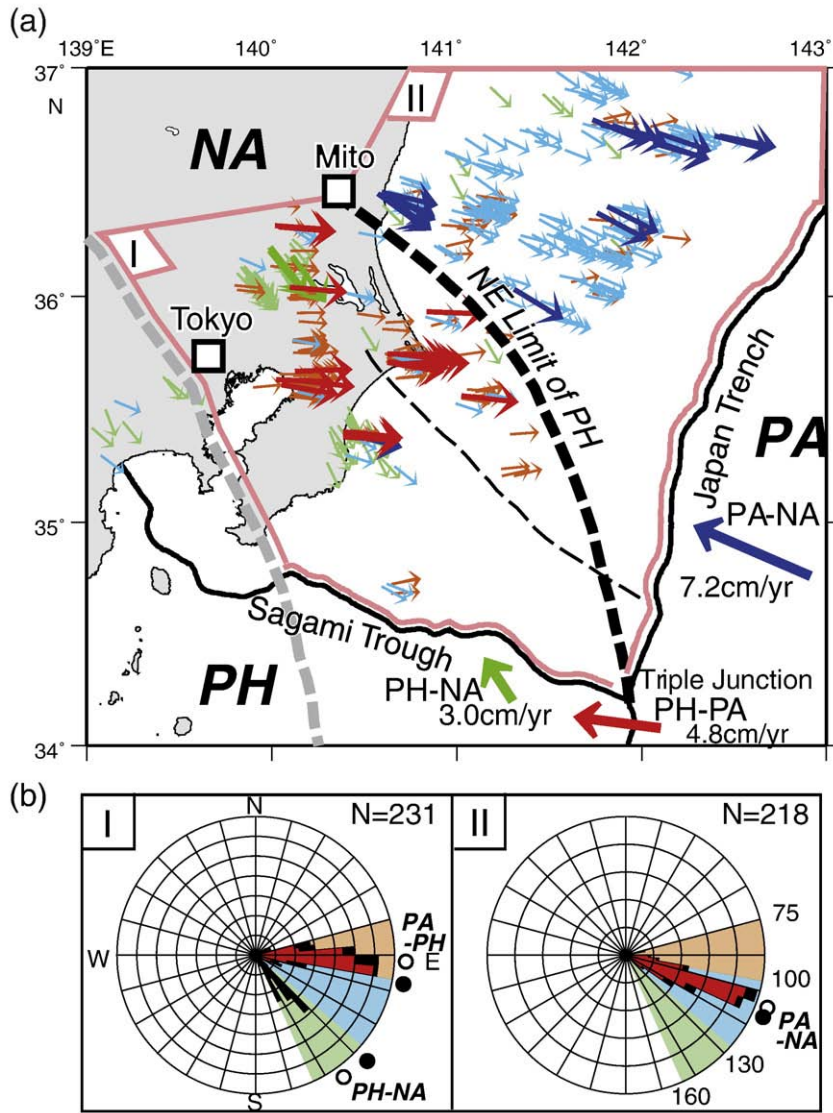 (a)
139˚E 140˚ 141˚ 142˚ 143˚
37˚
N
II
NA
Mito
I
36˚
Tokyo
NE Limit of PH
Japan Trench
PA
35˚
PA-NA
7.2cm/yr
Sagami Trough
PH
PH-NA
3.0cm/yr
Triple Junction
PH-PA
4.8cm/yr
34˚
(b)
I
N
N=231
PA
-PH
W
E
PH-NA
S
II
N=218
75
100
PA
-NA
130
160